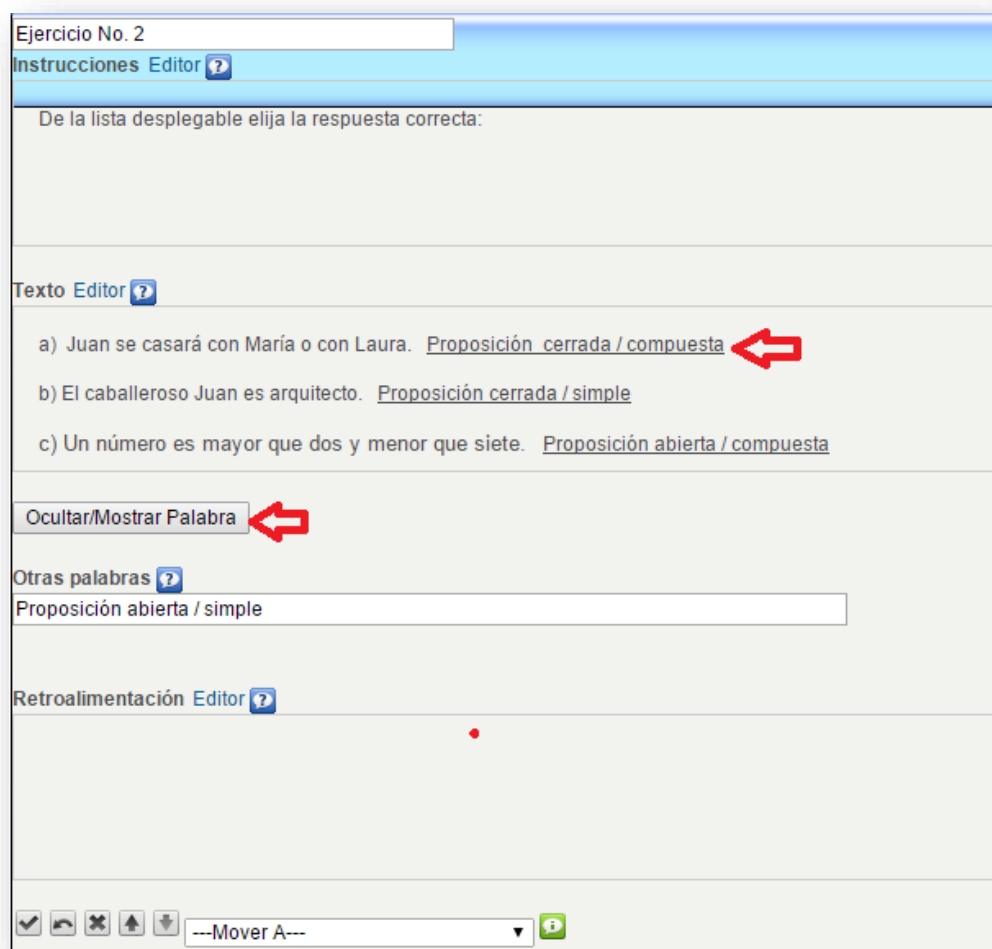 Ejercicio No. 2
Instrucciones Editor ?
De la lista desplegable elija la respuesta correcta:
Texto Editor ?
a) Juan se casará con María o con Laura. Proposición cerrada / compuesta
b) El caballeroso Juan es arquitecto. Proposición cerrada / simple
c) Un número es mayor que dos y menor que siete. Proposición abierta / compuesta
Ocultar/Mostrar Palabra
Otras palabras ?
Proposición abierta / simple
Retroalimentación Editor ?
---Mover A---